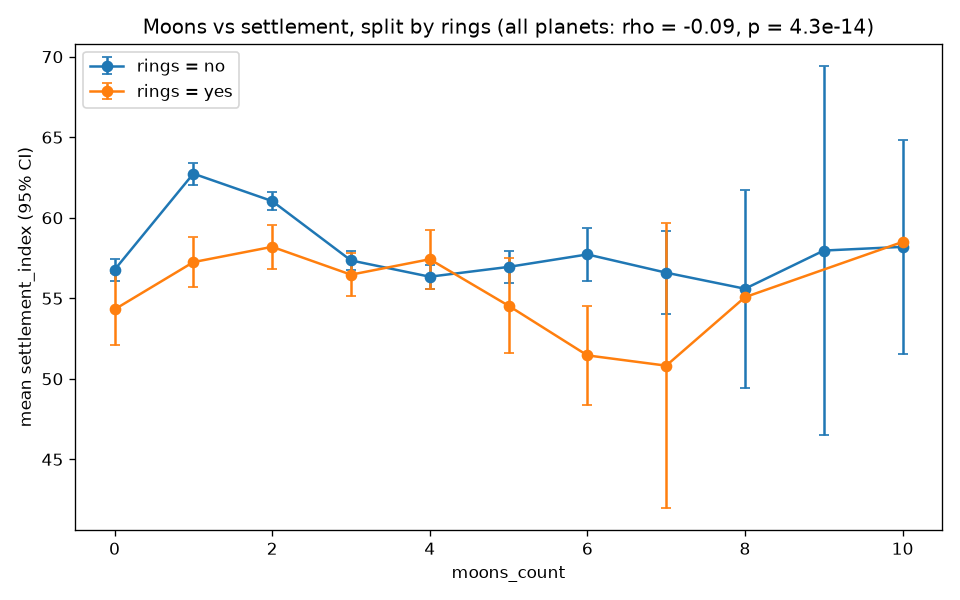 Moons vs settlement, split by rings (all planets: rho = -0.09, p = 4.3e-14)
rings = no
rings = yes
mean settlement_index (95% CI)
70
65
60
55
50
45
0
2
4
6
8
10
moons_count